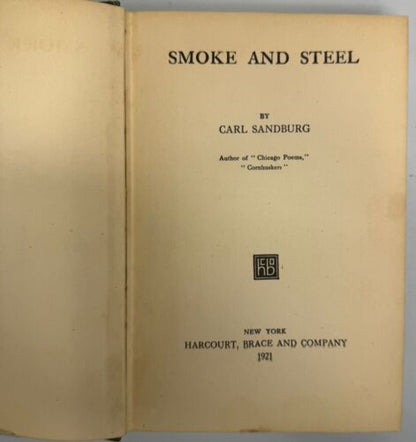 SMOKE AND STEEL
BY
CARL SANDBURG
Author of "Chicago Poems,"
"Cornhuskers"
NEW YORK
HARCOURT, BRACE AND COMPANY
1921